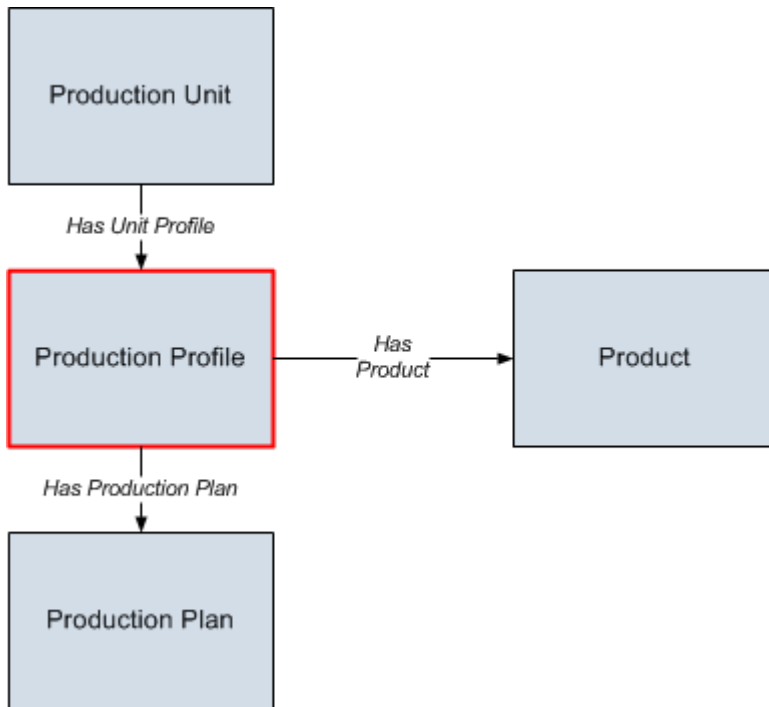 Production Unit
Has Unit Profile
Production Profile
Has
Product
Product
Has Production Plan
Production Plan